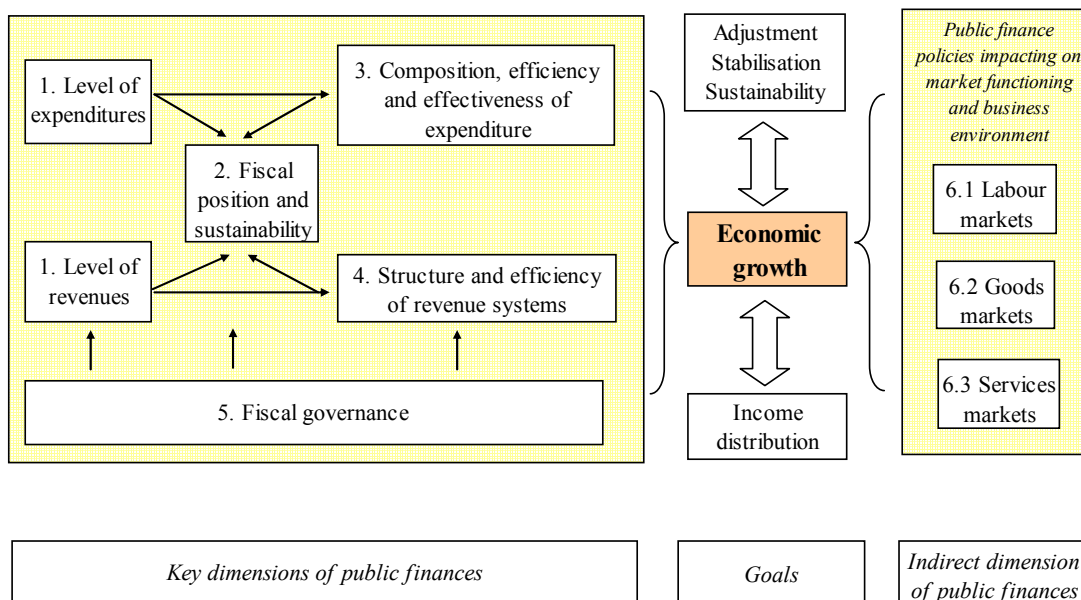 1. Level of
expenditures
3. Composition, efficiency
and effectiveness of
expenditure
2. Fiscal
position and
sustainability
1. Level of
revenues
4. Structure and efficiency
of revenue systems
5. Fiscal governance
Adjustment
Stabilisation
Sustainability
Economic
growth
Income
distribution
Public finance
policies impacting on
market functioning
and business
environment
6.1 Labour
markets
6.2 Goods
markets
6.3 Services
markets
Key dimensions of public finances
Goals
Indirect dimension
of public finances